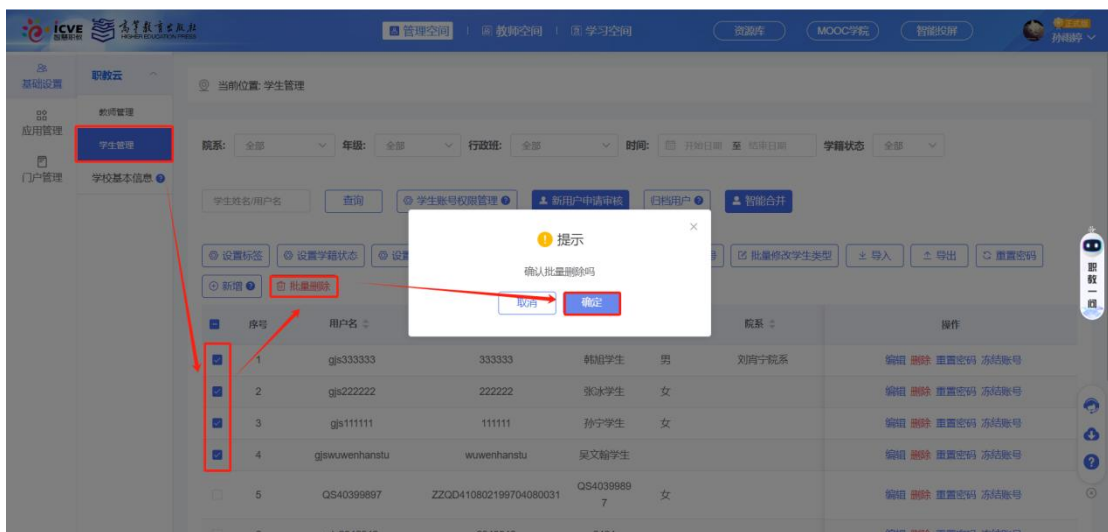 icve 智慧职教 高等教育出版社 HIGHER EDUCATION PRESS 管理空间 教师空间 学习空间 资源库 MOOC学院 智能投屏 正式版
孙雨婷
基础设置 职教云 当前位置: 学生管理
应用管理 教师管理
学生管理 院系: 全部 年级: 全部 行政班: 全部 时间: 开始日期 至 结束日期 学籍状态 全部
门户管理 学校基本信息
学生姓名/用户名 查询 学生账号权限管理 新用户申请审核 归档用户 智能合并
提示
确认批量删除吗
取消 确定
设置标签 设置学籍状态 批量修改学生类型 导入 导出 重置密码
新增 批量删除
职教一问
序号 用户名 院系 操作
1 gjs333333 333333 韩旭学生 男 刘肖宁院系 编辑 删除 重置密码 冻结账号
2 gjs222222 222222 张冰学生 女 编辑 删除 重置密码 冻结账号
3 gjs111111 111111 孙宁学生 女 编辑 删除 重置密码 冻结账号
4 gjswuwenhanstu wuwenhanstu 吴文翰学生 编辑 删除 重置密码 冻结账号
5 QS40399897 ZZQD410802199704080031 QS40399897 女 编辑 删除 重置密码 冻结账号